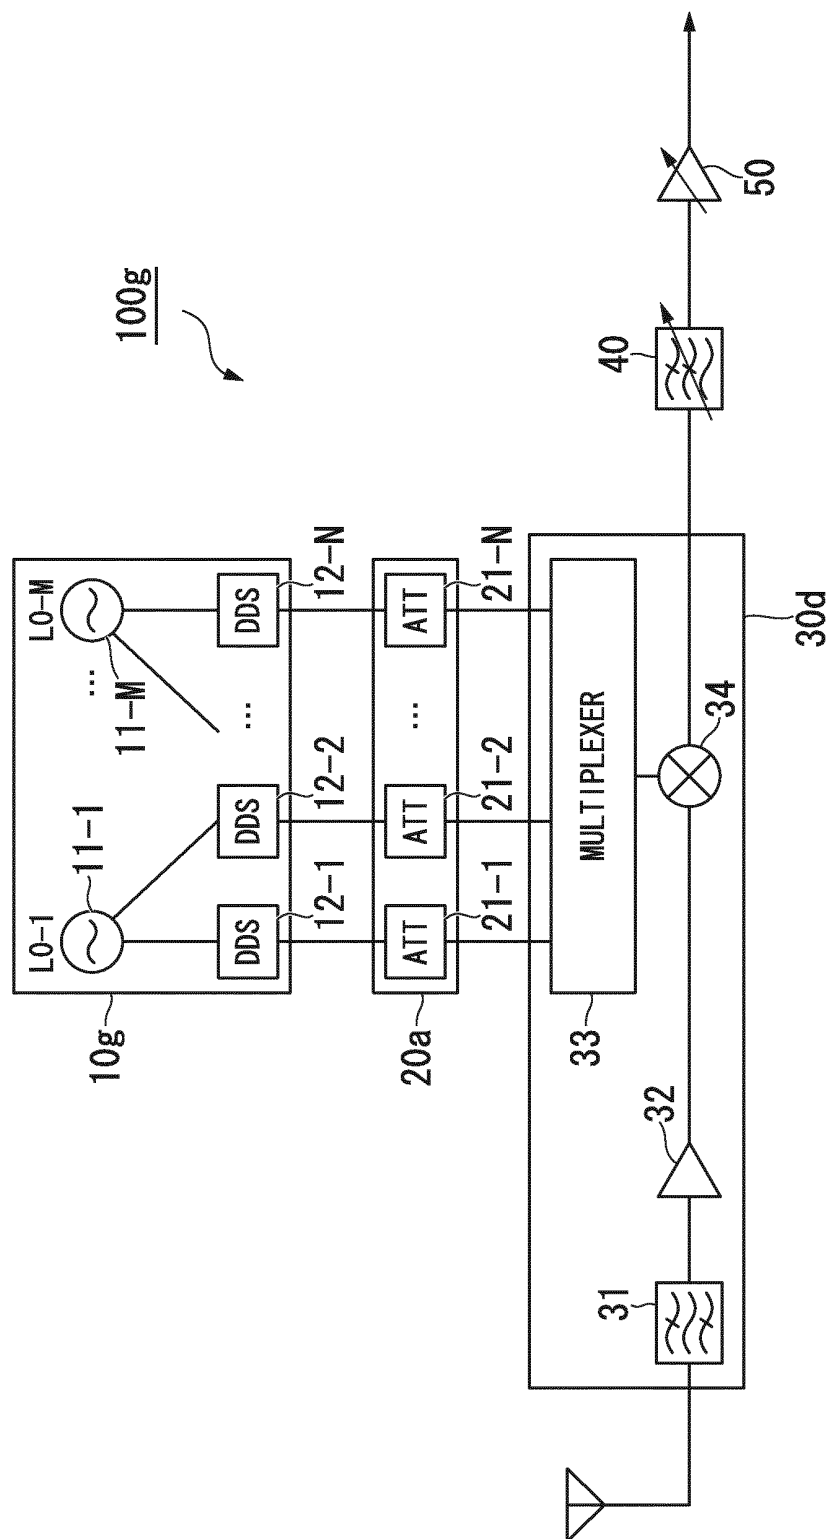 100g
LO-1
LO-M
...
11-1
11-M
DDS
DDS
...
DDS
10g
12-1
12-2
12-N
ATT
ATT
...
ATT
20a
21-1
21-2
21-N
MULTIPLEXER
33
31
32
34
30d
40
50